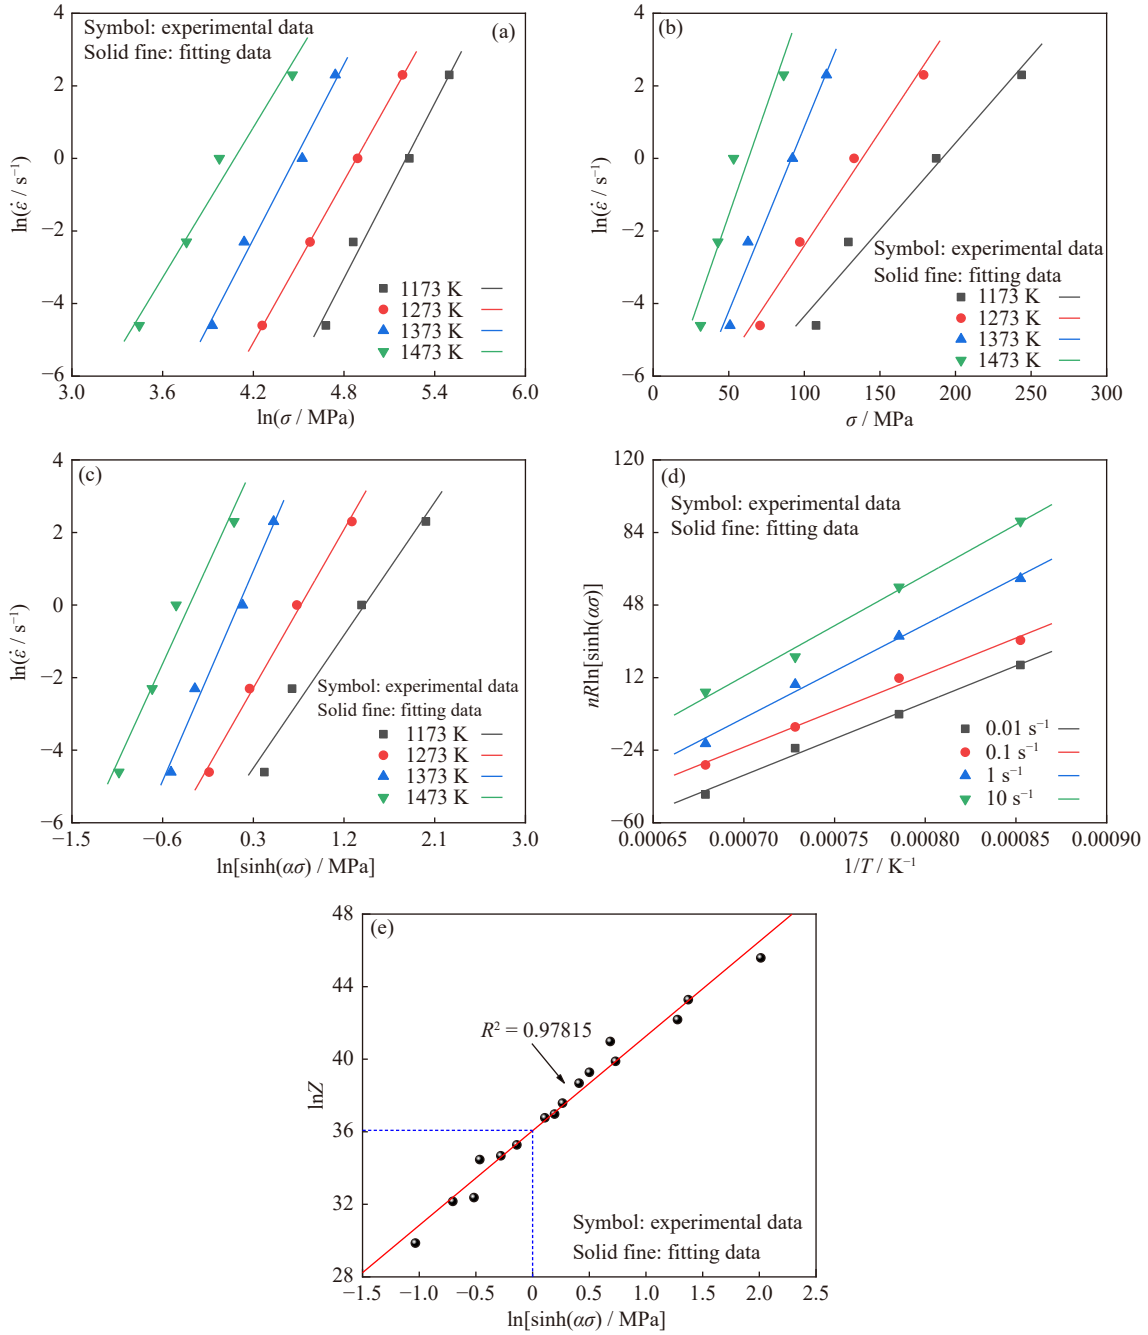 Symbol: experimental data
Solid fine: fitting data
(a)
4
2
0
−2
−4
−6
ln(ε̇ / s⁻¹)
1173 K
1273 K
1373 K
1473 K
3.0 3.6 4.2 4.8 5.4 6.0
ln(σ / MPa)
(b)
4
2
0
−2
−4
−6
ln(ε̇ / s⁻¹)
Symbol: experimental data
Solid fine: fitting data
1173 K
1273 K
1373 K
1473 K
0 50 100 150 200 250 300
σ / MPa
(c)
4
2
0
−2
−4
−6
ln(ε̇ / s⁻¹)
Symbol: experimental data
Solid fine: fitting data
1173 K
1273 K
1373 K
1473 K
−1.5 −0.6 0.3 1.2 2.1 3.0
ln[sinh(ασ) / MPa]
(d)
Symbol: experimental data
Solid fine: fitting data
120
84
48
12
−24
−60
nRln[sinh(ασ)]
0.01 s⁻¹
0.1 s⁻¹
1 s⁻¹
10 s⁻¹
0.00065 0.00070 0.00075 0.00080 0.00085 0.00090
1/T / K⁻¹
(e)
48
44
40
36
32
28
lnZ
R² = 0.97815
Symbol: experimental data
Solid fine: fitting data
−1.5 −1.0 −0.5 0 0.5 1.0 1.5 2.0 2.5
ln[sinh(ασ) / MPa]